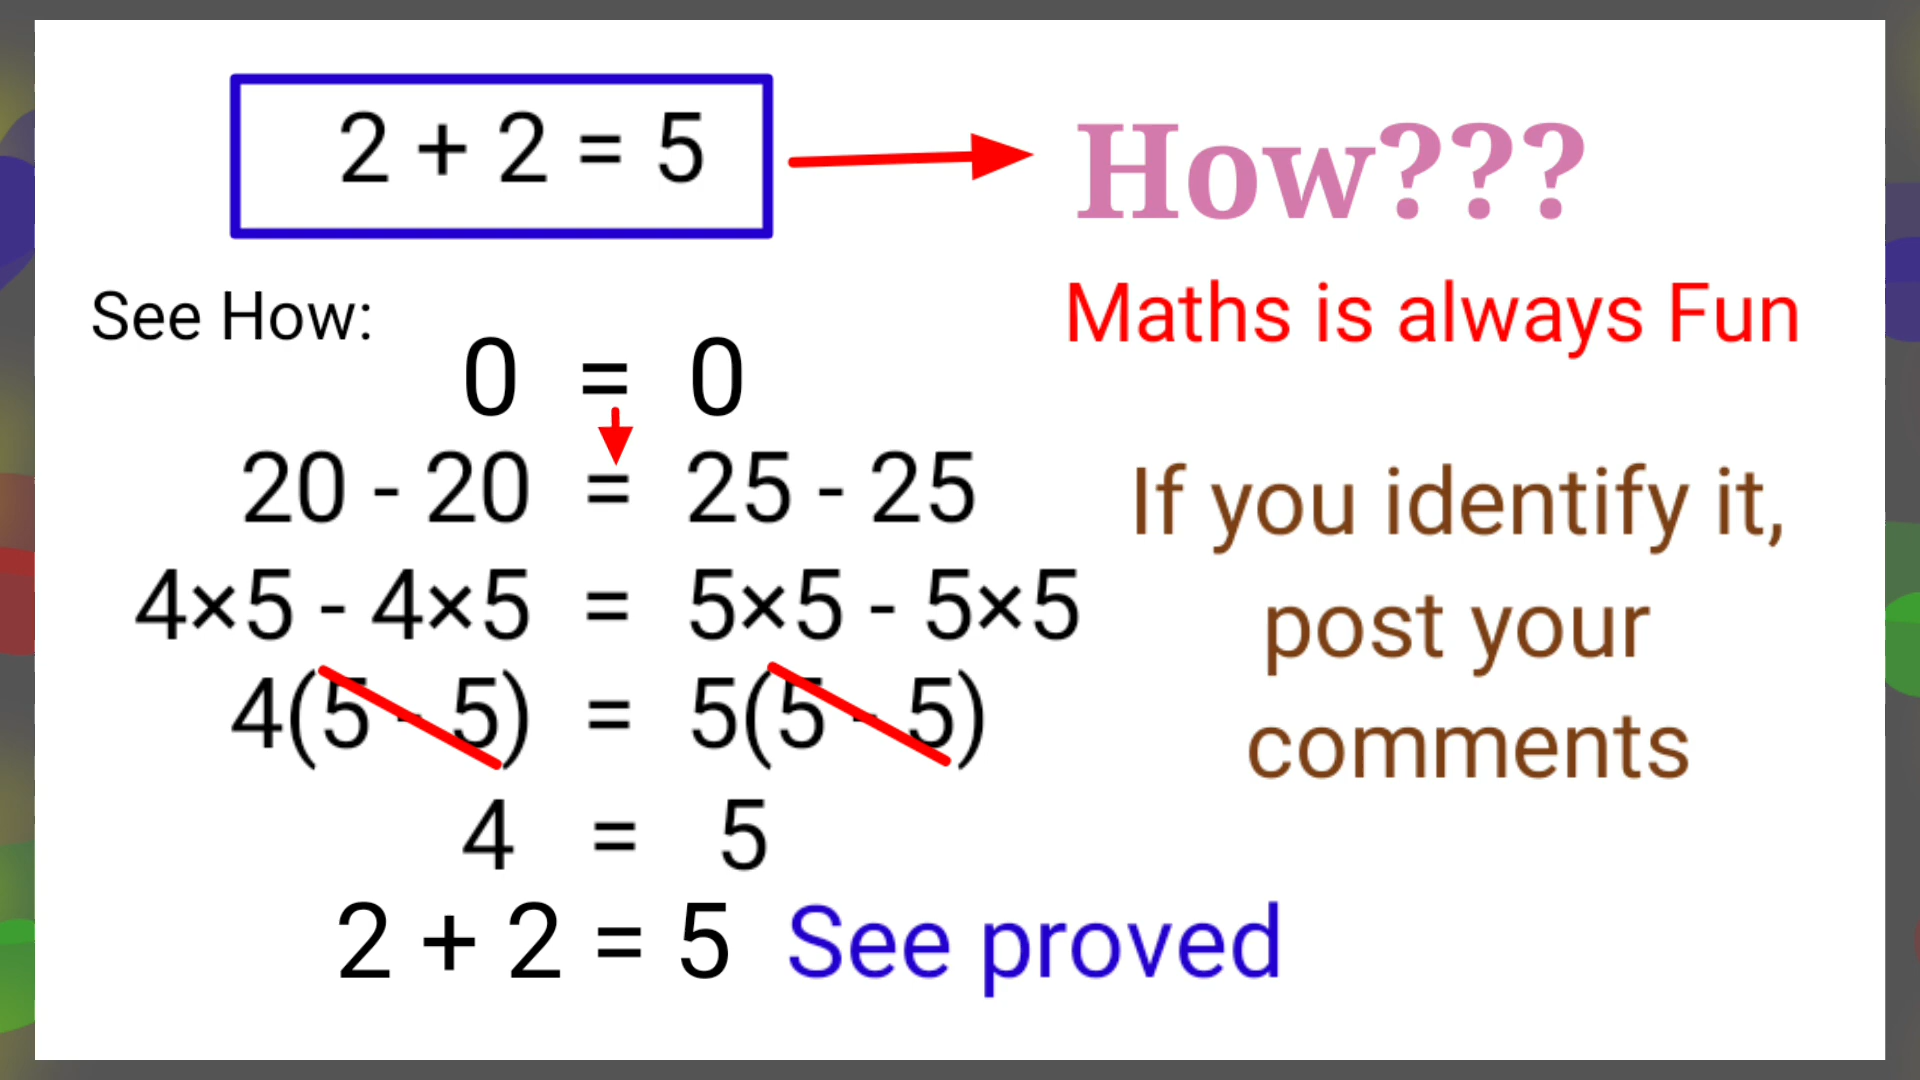 2 + 2 = 5
How???
Maths is always Fun
See How:
0 = 0
20 - 20 = 25 - 25
4×5 - 4×5 = 5×5 - 5×5
4(5 - 5) = 5(5 - 5)
4 = 5
2 + 2 = 5 See proved
If you identify it,
post your
comments